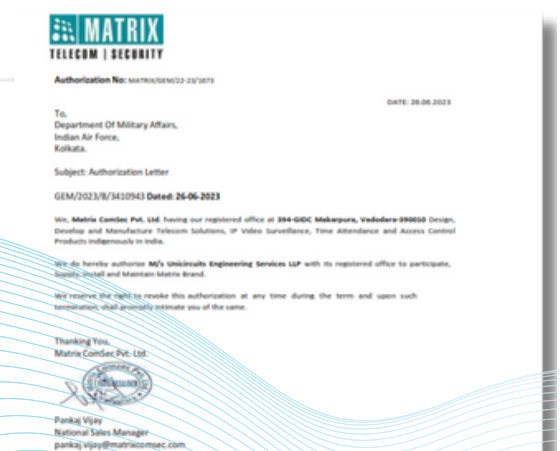 MATRIX
TELECOM | SECURITY
Authorization No: MATRIX/GEM/22-23/1673
DATE: 28.06.2023
To,
Department Of Military Affairs,
Indian Air Force,
Kolkata.
Subject: Authorization Letter
GEM/2023/B/3410943 Dated: 26-06-2023
We, Matrix ComSec Pvt. Ltd. having our registered office at 394-GIDC Makarpura, Vadodara-390010 Design,
Develop and Manufacture Telecom Solutions, IP Video Surveillance, Time Attendance and Access Control
Products indigenously in India.
We do hereby authorize M/s Unicircuits Engineering Services LLP with its registered office to participate,
Supply, Install and Maintain Matrix Brand.
We reserve the right to revoke this authorization at any time during the term and upon such
termination, shall promptly intimate you of the same.
Thanking You,
Matrix ComSec Pvt. Ltd.
Pankaj Vijay
National Sales Manager
pankaj.vijay@matrixcomsec.com